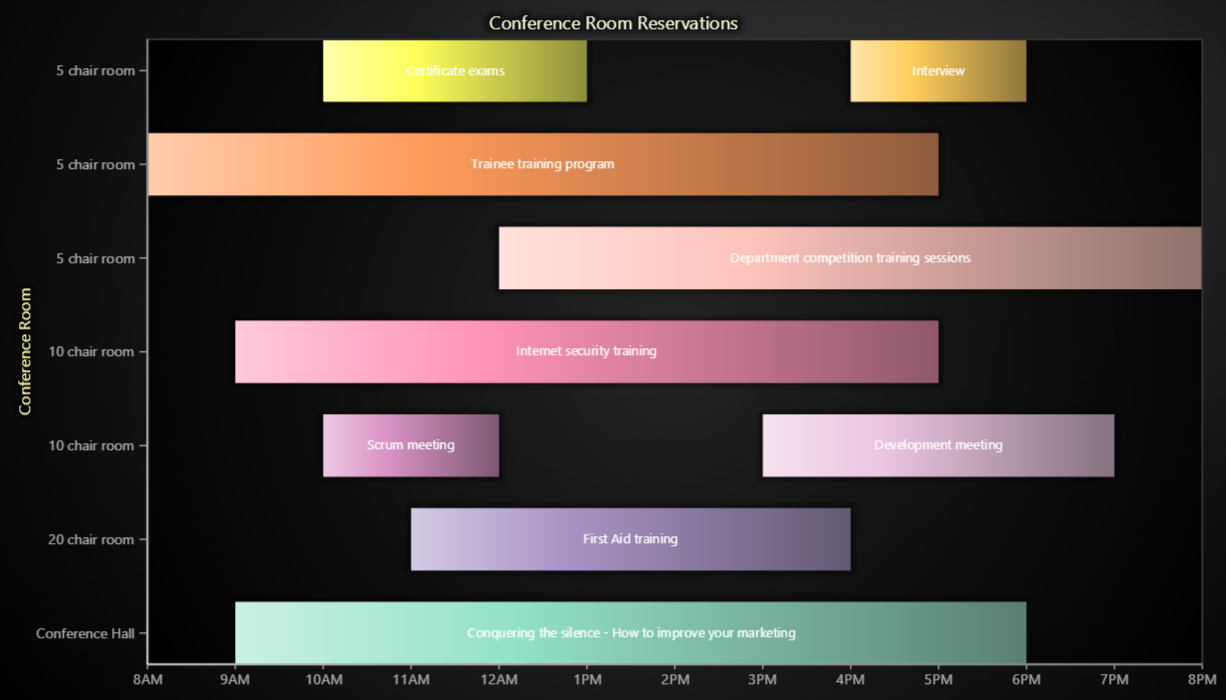 Conference Room Reservations
Conference Room
5 chair room
Certificate exams
Interview
5 chair room
Trainee training program
5 chair room
Department competition training sessions
10 chair room
Internet security training
10 chair room
Scrum meeting
Development meeting
20 chair room
First Aid training
Conference Hall
Conquering the silence - How to improve your marketing
8AM 9AM 10AM 11AM 12AM 1PM 2PM 3PM 4PM 5PM 6PM 7PM 8PM